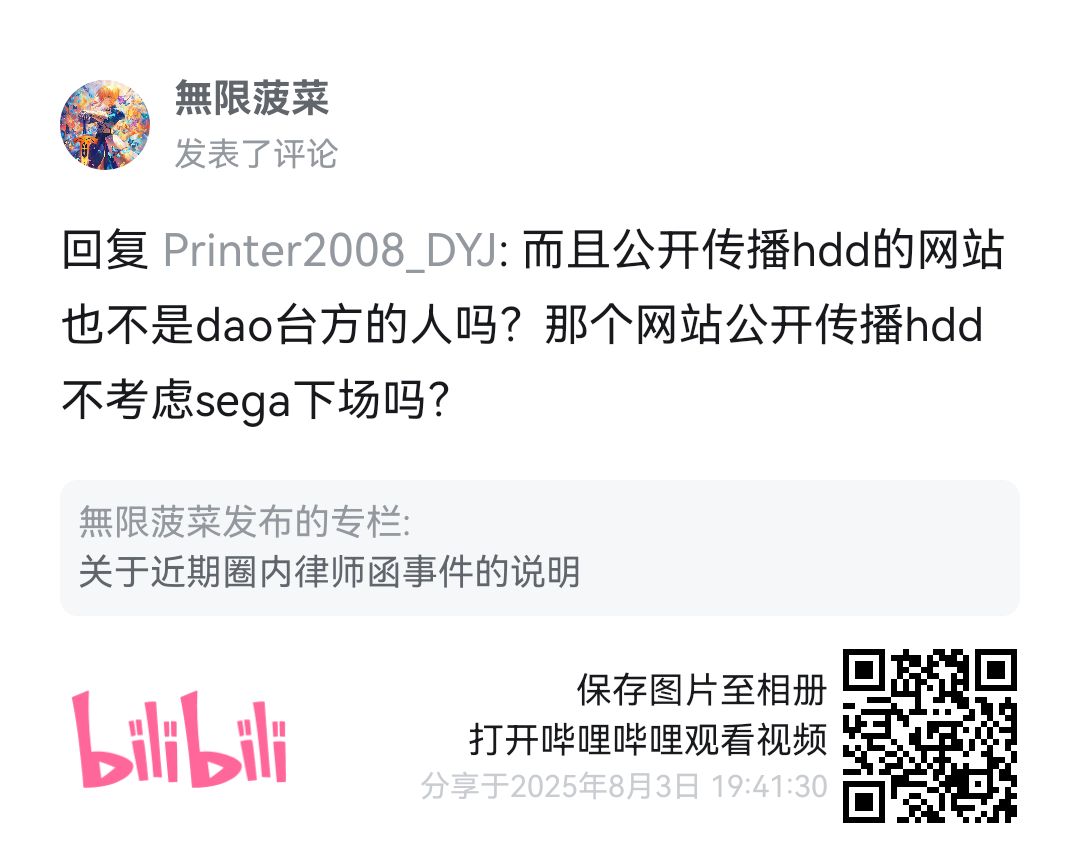 無限菠菜
发表了评论
回复 Printer2008_DYJ: 而且公开传播hdd的网站
也不是dao台方的人吗？那个网站公开传播hdd
不考虑sega下场吗？
無限菠菜发布的专栏:
关于近期圈内律师函事件的说明
bilibili
保存图片至相册
打开哔哩哔哩观看视频
分享于2025年8月3日 19:41:30